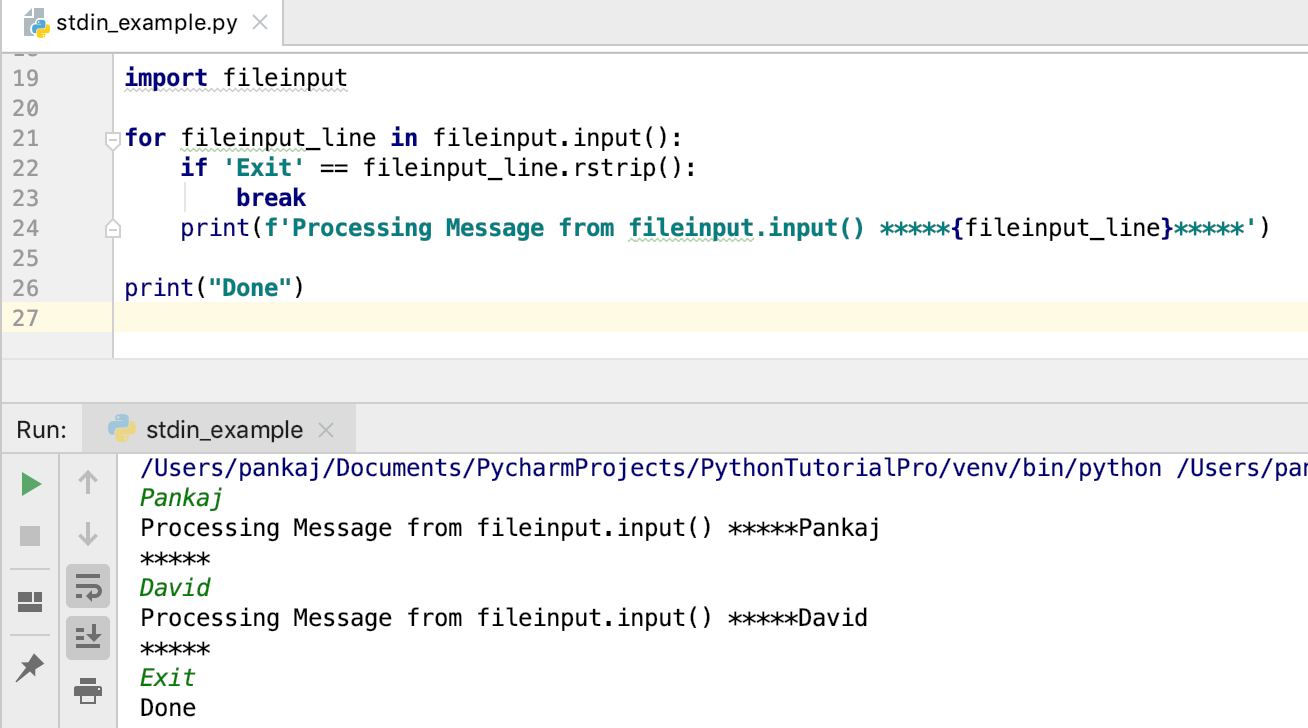 stdin_example.py
19 import fileinput
20
21 for fileinput_line in fileinput.input():
22     if 'Exit' == fileinput_line.rstrip():
23         break
24     print(f'Processing Message from fileinput.input() *****{fileinput_line}*****')
25
26 print("Done")
27
Run: stdin_example
/Users/pankaj/Documents/PycharmProjects/PythonTutorialPro/venv/bin/python
Pankaj
Processing Message from fileinput.input() *****Pankaj
*****
David
Processing Message from fileinput.input() *****David
*****
Exit
Done